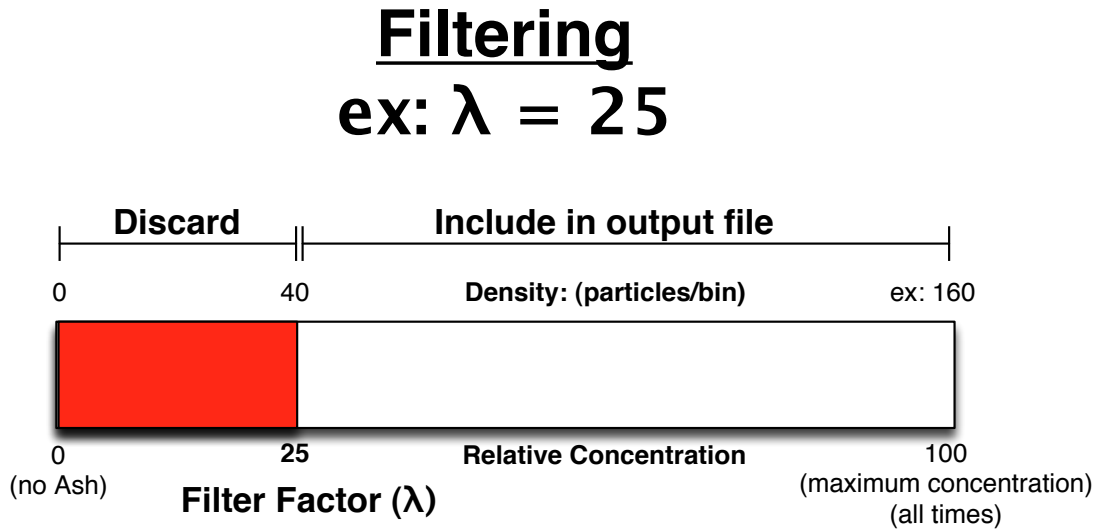 Filtering
ex: λ = 25
Discard Include in output file
0 40 Density: (particles/bin) ex: 160
0 25 Relative Concentration 100
(no Ash) Filter Factor (λ) (maximum concentration)
(all times)